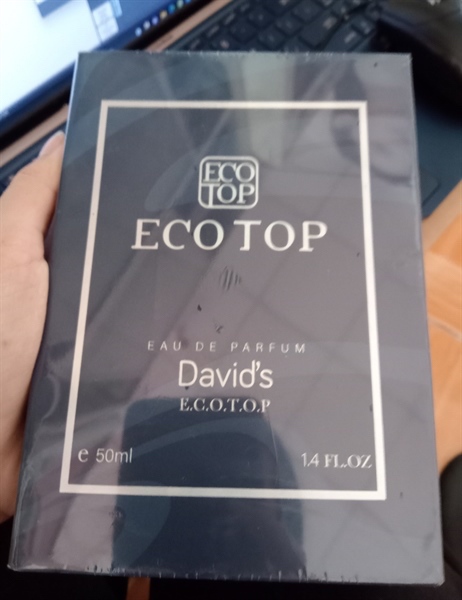 ECO
TOP
ECO TOP
EAU DE PARFUM
David's
E.C.O.T.O.P
e 50ml
1.4 FL.OZ